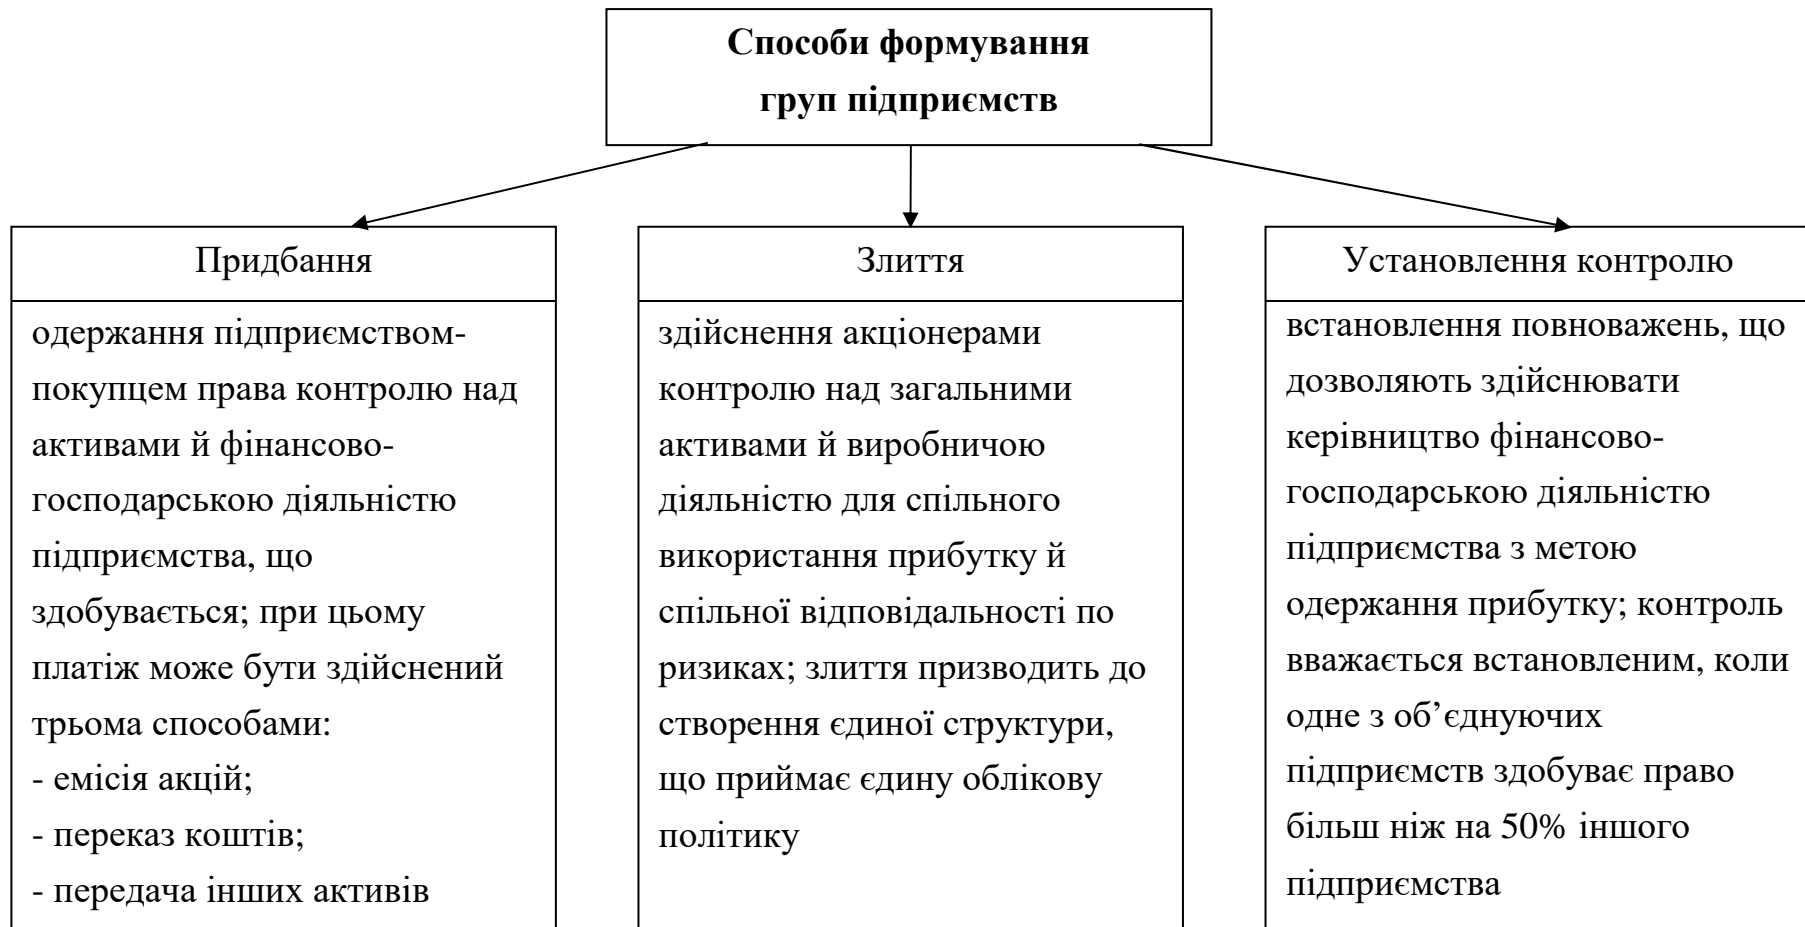 Способи формування
груп підприємств
Придбання
одержання підприємством-
покупцем права контролю над
активами й фінансово-
господарською діяльністю
підприємства, що
здобувається; при цьому
платіж може бути здійснений
трьома способами:
- емісія акцій;
- переказ коштів;
- передача інших активів
Злиття
здійснення акціонерами
контролю над загальними
активами й виробничою
діяльністю для спільного
використання прибутку й
спільної відповідальності по
ризиках; злиття призводить до
створення єдиної структури,
що приймає єдину облікову
політику
Установлення контролю
встановлення повноважень, що
дозволяють здійснювати
керівництво фінансово-
господарською діяльністю
підприємства з метою
одержання прибутку; контроль
вважається встановленим, коли
одне з об’єднуючих
підприємств здобуває право
більш ніж на 50% іншого
підприємства